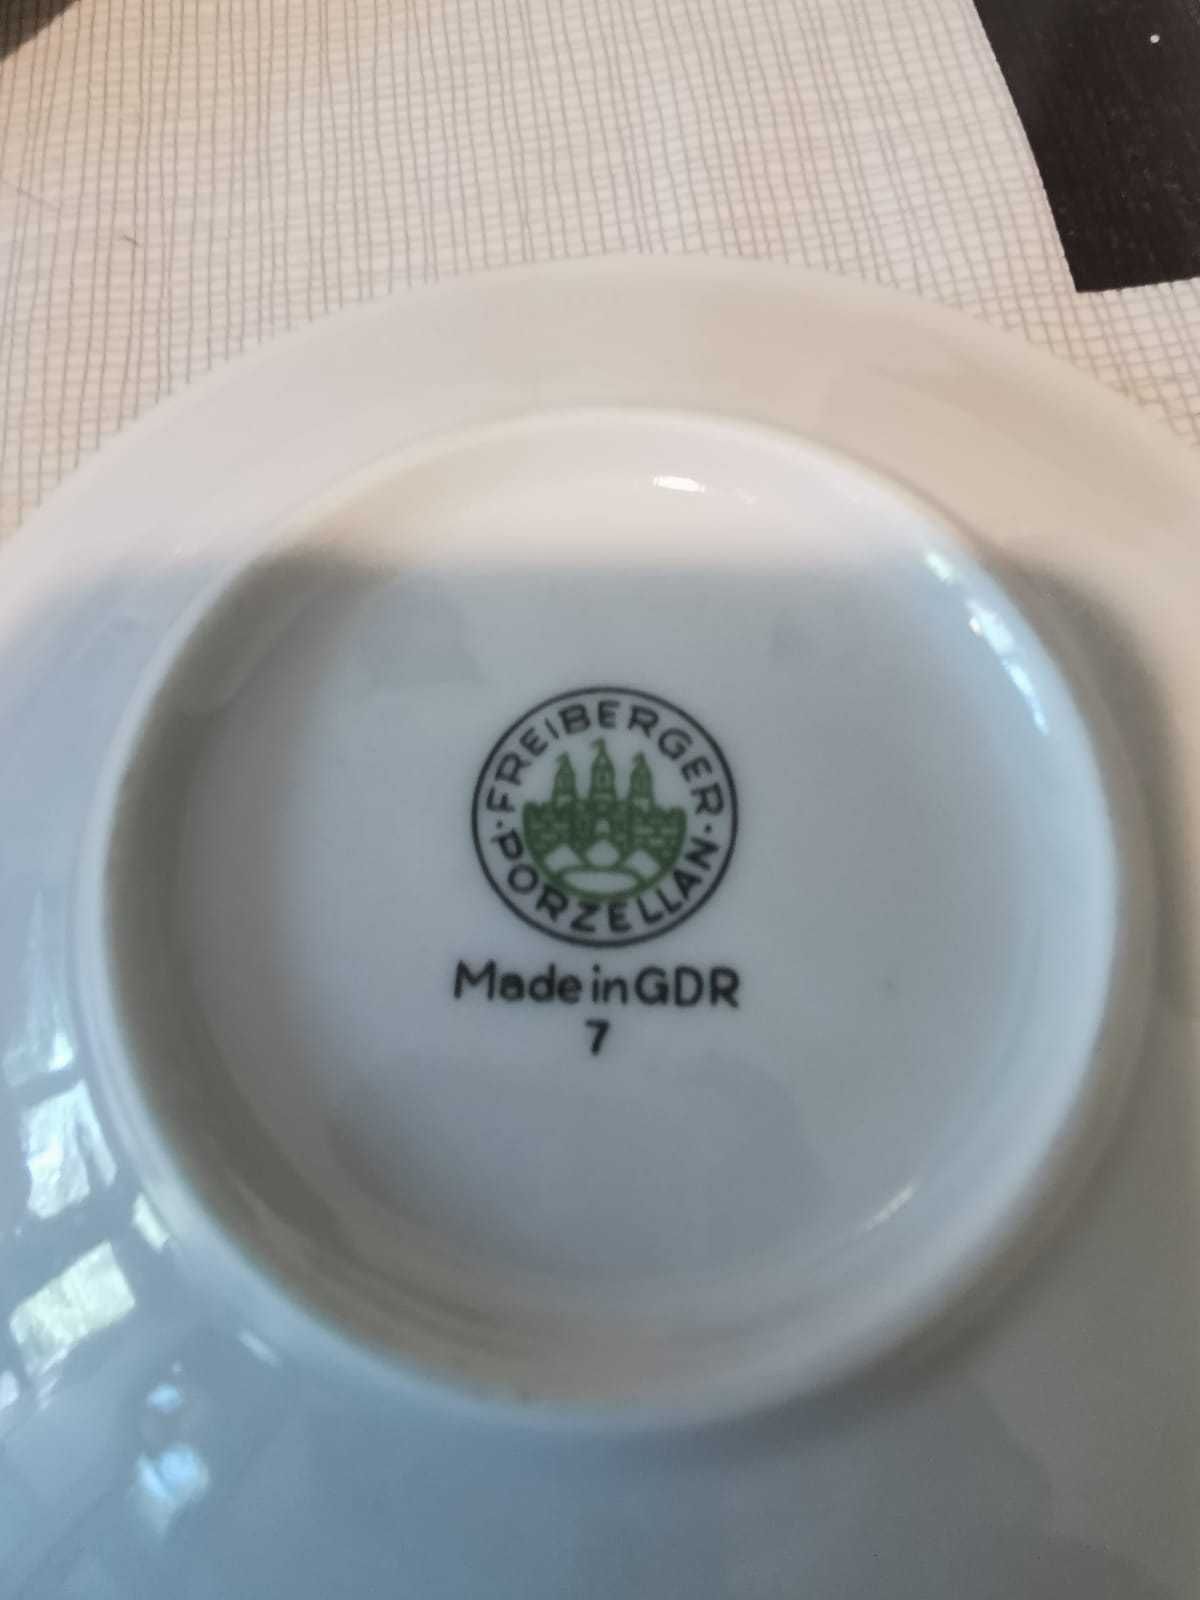 FREIBERGER
PORZELLAN
Made in GDR
7